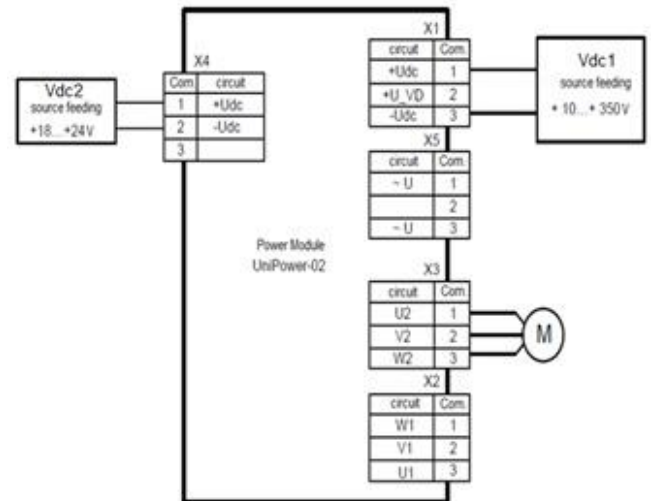 X4
Com circuit
1 +Udc
2 -Udc
3
Vdc2
source feeding
+18...+24V
Power Module
UniPower-02
X1
circuit Com.
+Udc 1
+U_VD 2
-Udc 3
Vdc1
source feeding
+ 10...+ 350V
X5
circuit Com.
~ U 1
2
~ U 3
X3
circuit Com.
U2 1
V2 2
W2 3
M
X2
circuit Com.
W1 1
V1 2
U1 3